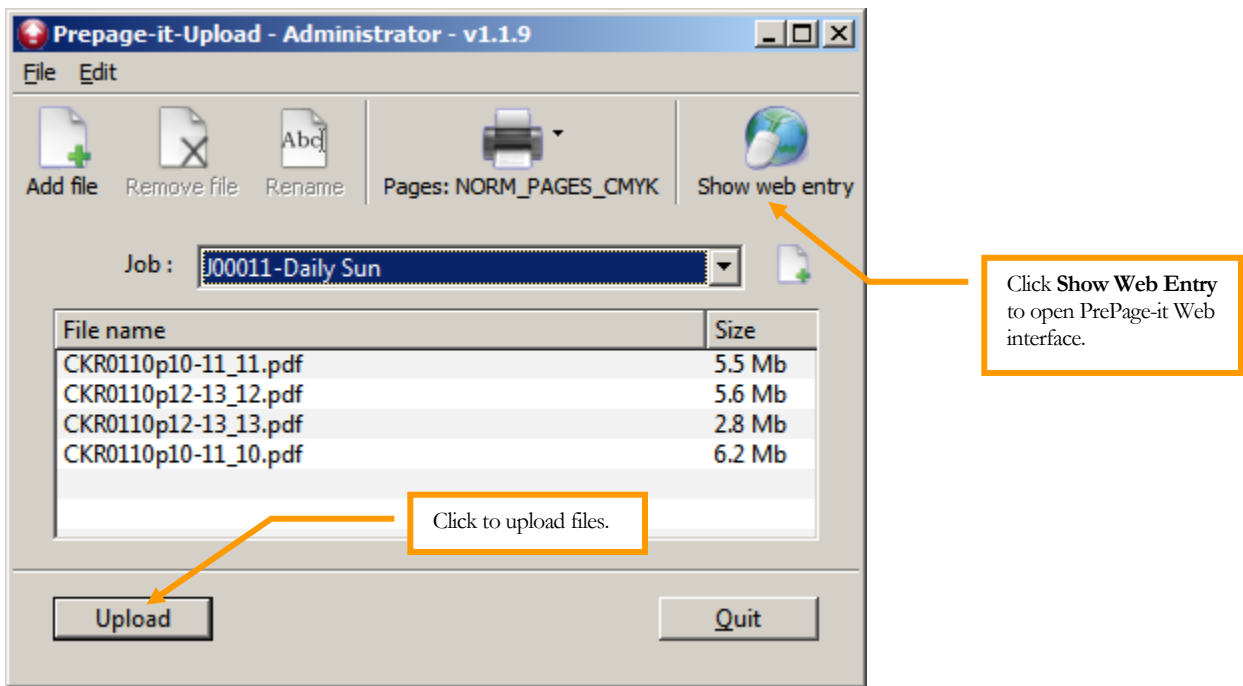 Prepage-it-Upload - Administrator - v1.1.9
File Edit
Abc
Add file Remove file Rename Pages: NORM_PAGES_CMYK Show web entry
Job : J00011-Daily Sun
Click Show Web Entry
to open PrePage-it Web
interface.
File name Size
CKR0110p10-11_11.pdf 5.5 Mb
CKR0110p12-13_12.pdf 5.6 Mb
CKR0110p12-13_13.pdf 2.8 Mb
CKR0110p10-11_10.pdf 6.2 Mb
Click to upload files.
Upload Quit